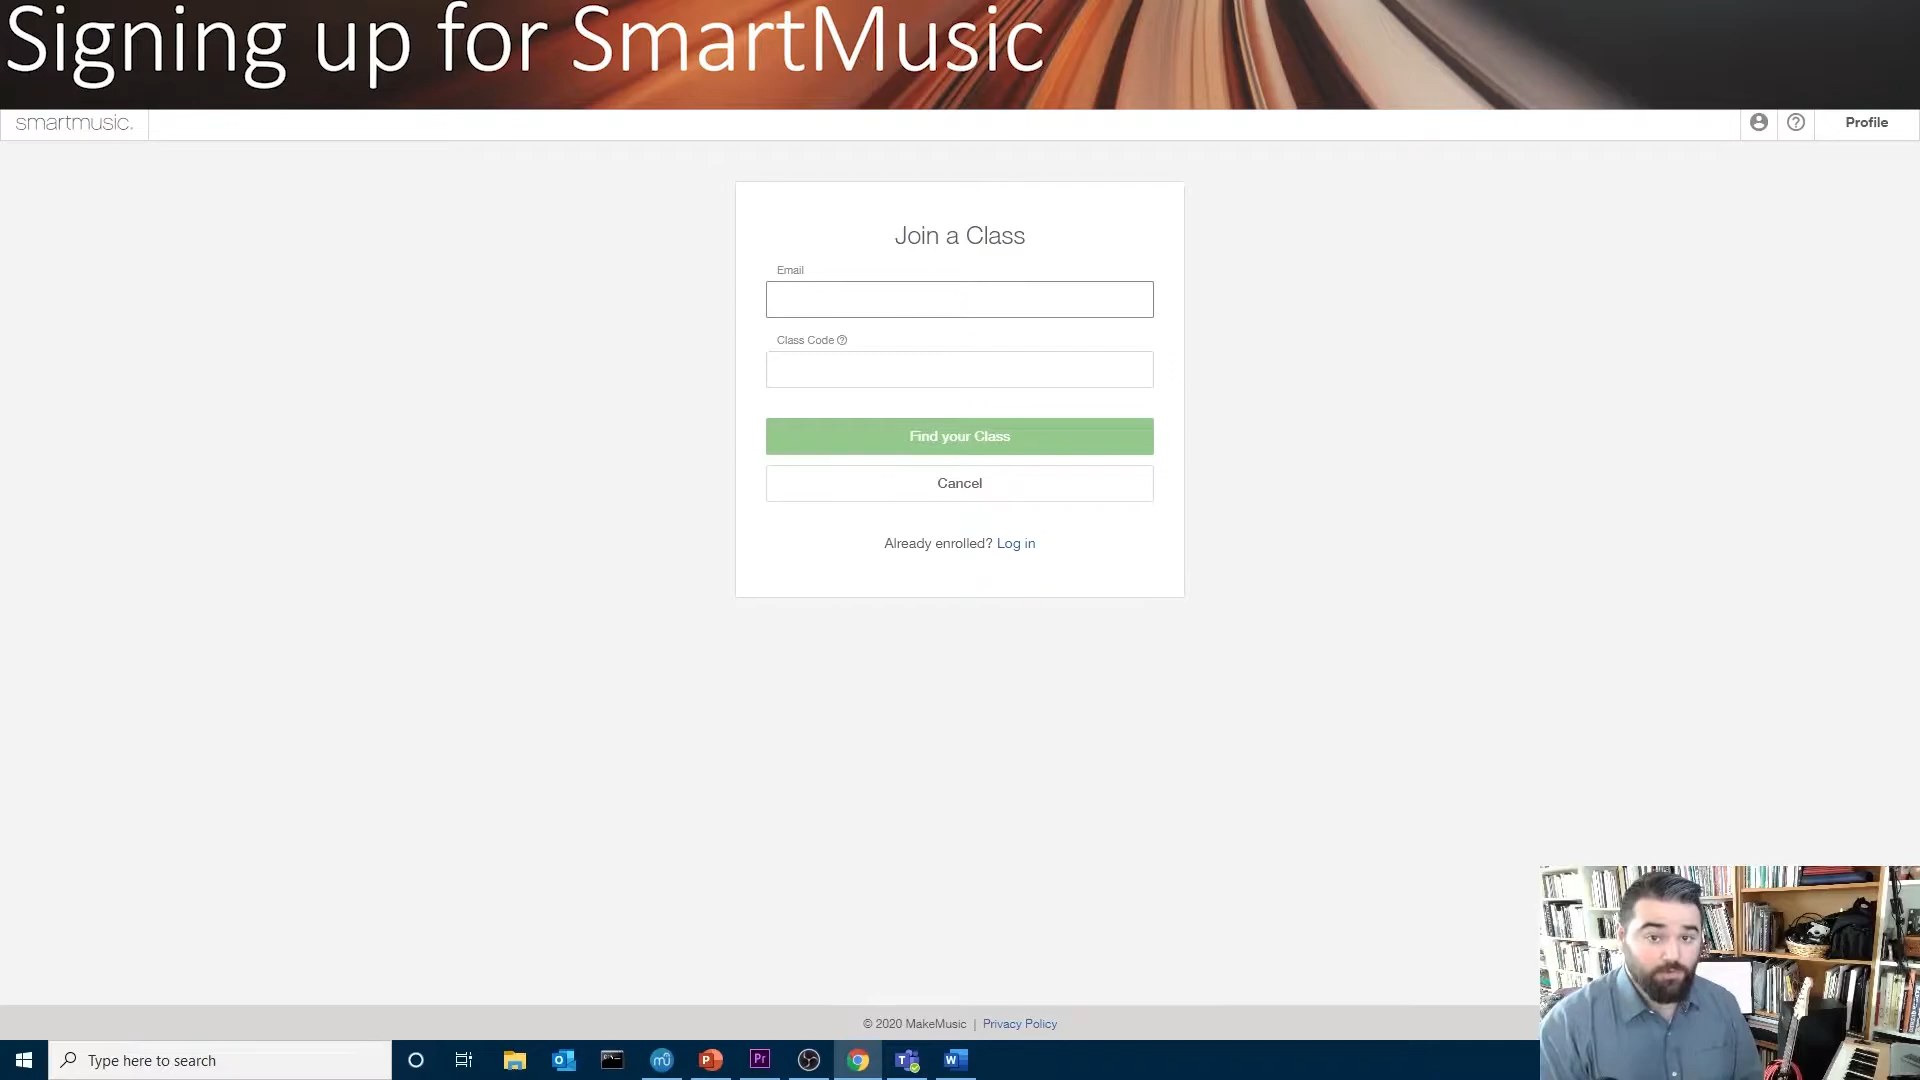 Signing up for SmartMusic
smartmusic.
Profile
Join a Class
Email
Class Code
Find your Class
Cancel
Already enrolled? Log in
© 2020 MakeMusic | Privacy Policy
Type here to search